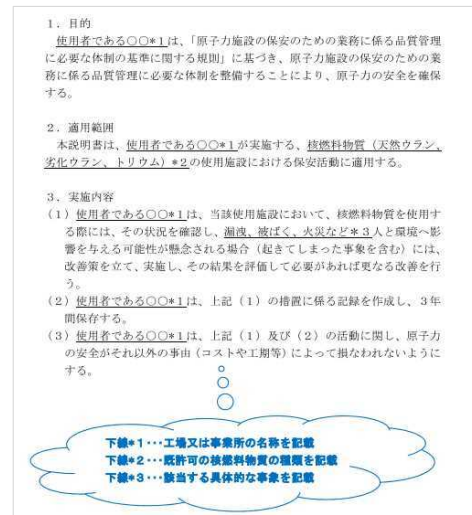 1.目的
使用者である○○*1は、「原子力施設の保安のための業務に係る品質管理
に必要な体制の基準に関する規則」に基づき、原子力施設の保安のための業
務に係る品質管理に必要な体制を整備することにより、原子力の安全を確保
する。
2.適用範囲
本説明書は、使用者である○○*1が実施する、核燃料物質(天然ウラン、
劣化ウラン、トリウム)*2の使用施設における保安活動に適用する。
3.実施内容
(1)使用者である○○*1は、当該使用施設において、核燃料物質を使用す
る際には、その状況を確認し、漏洩、被ばく、火災など*3人と環境へ影
響を与える可能性が懸念される場合(起きてしまった事象を含む)には、
改善策を立て、実施し、その結果を評価して必要があれば更なる改善を行
う。
(2)使用者である○○*1は、上記(1)の措置に係る記録を作成し、3年
間保存する。
(3)使用者である○○*1は、上記(1)及び(2)の活動に関し、原子力
の安全がそれ以外の事由(コストや工期等)によって損なわれないように
する。
下線*1・・・工場又は事業所の名称を記載
下線*2・・・既許可の核燃料物質の種類を記載
下線*3・・・該当する具体的な事象を記載